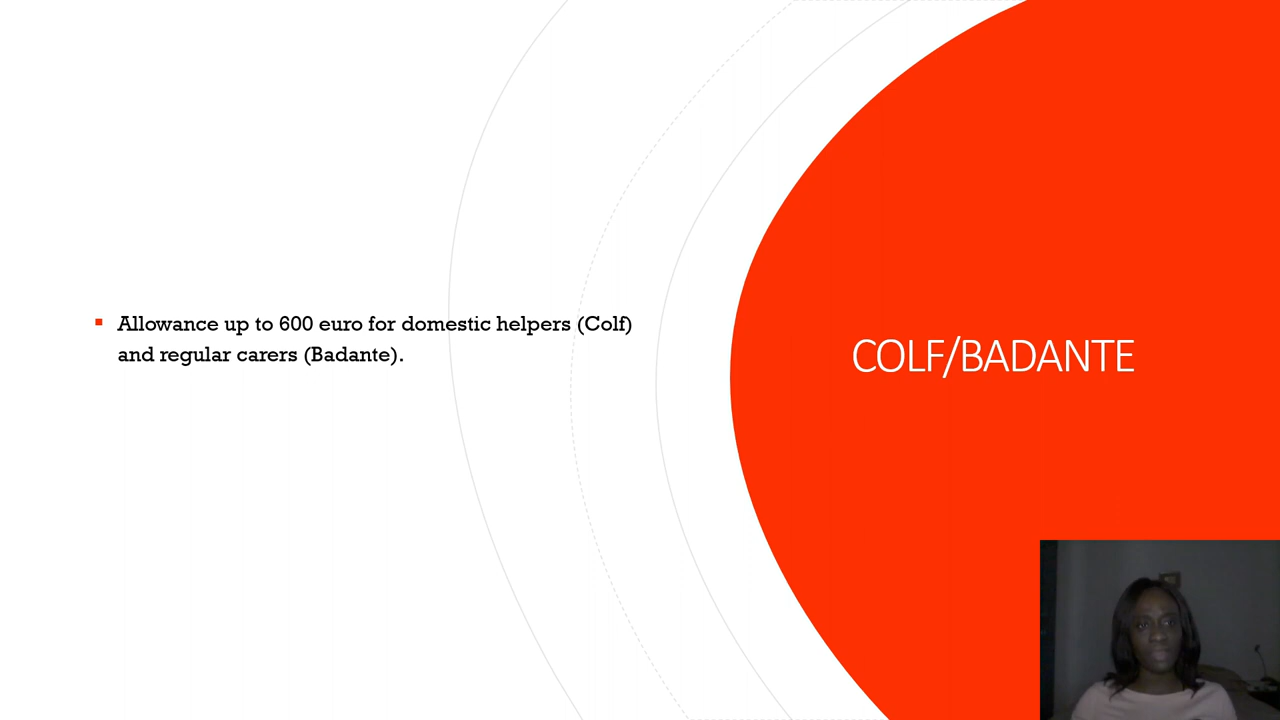 Allowance up to 600 euro for domestic helpers (Colf)
and regular carers (Badante).
COLF/BADANTE